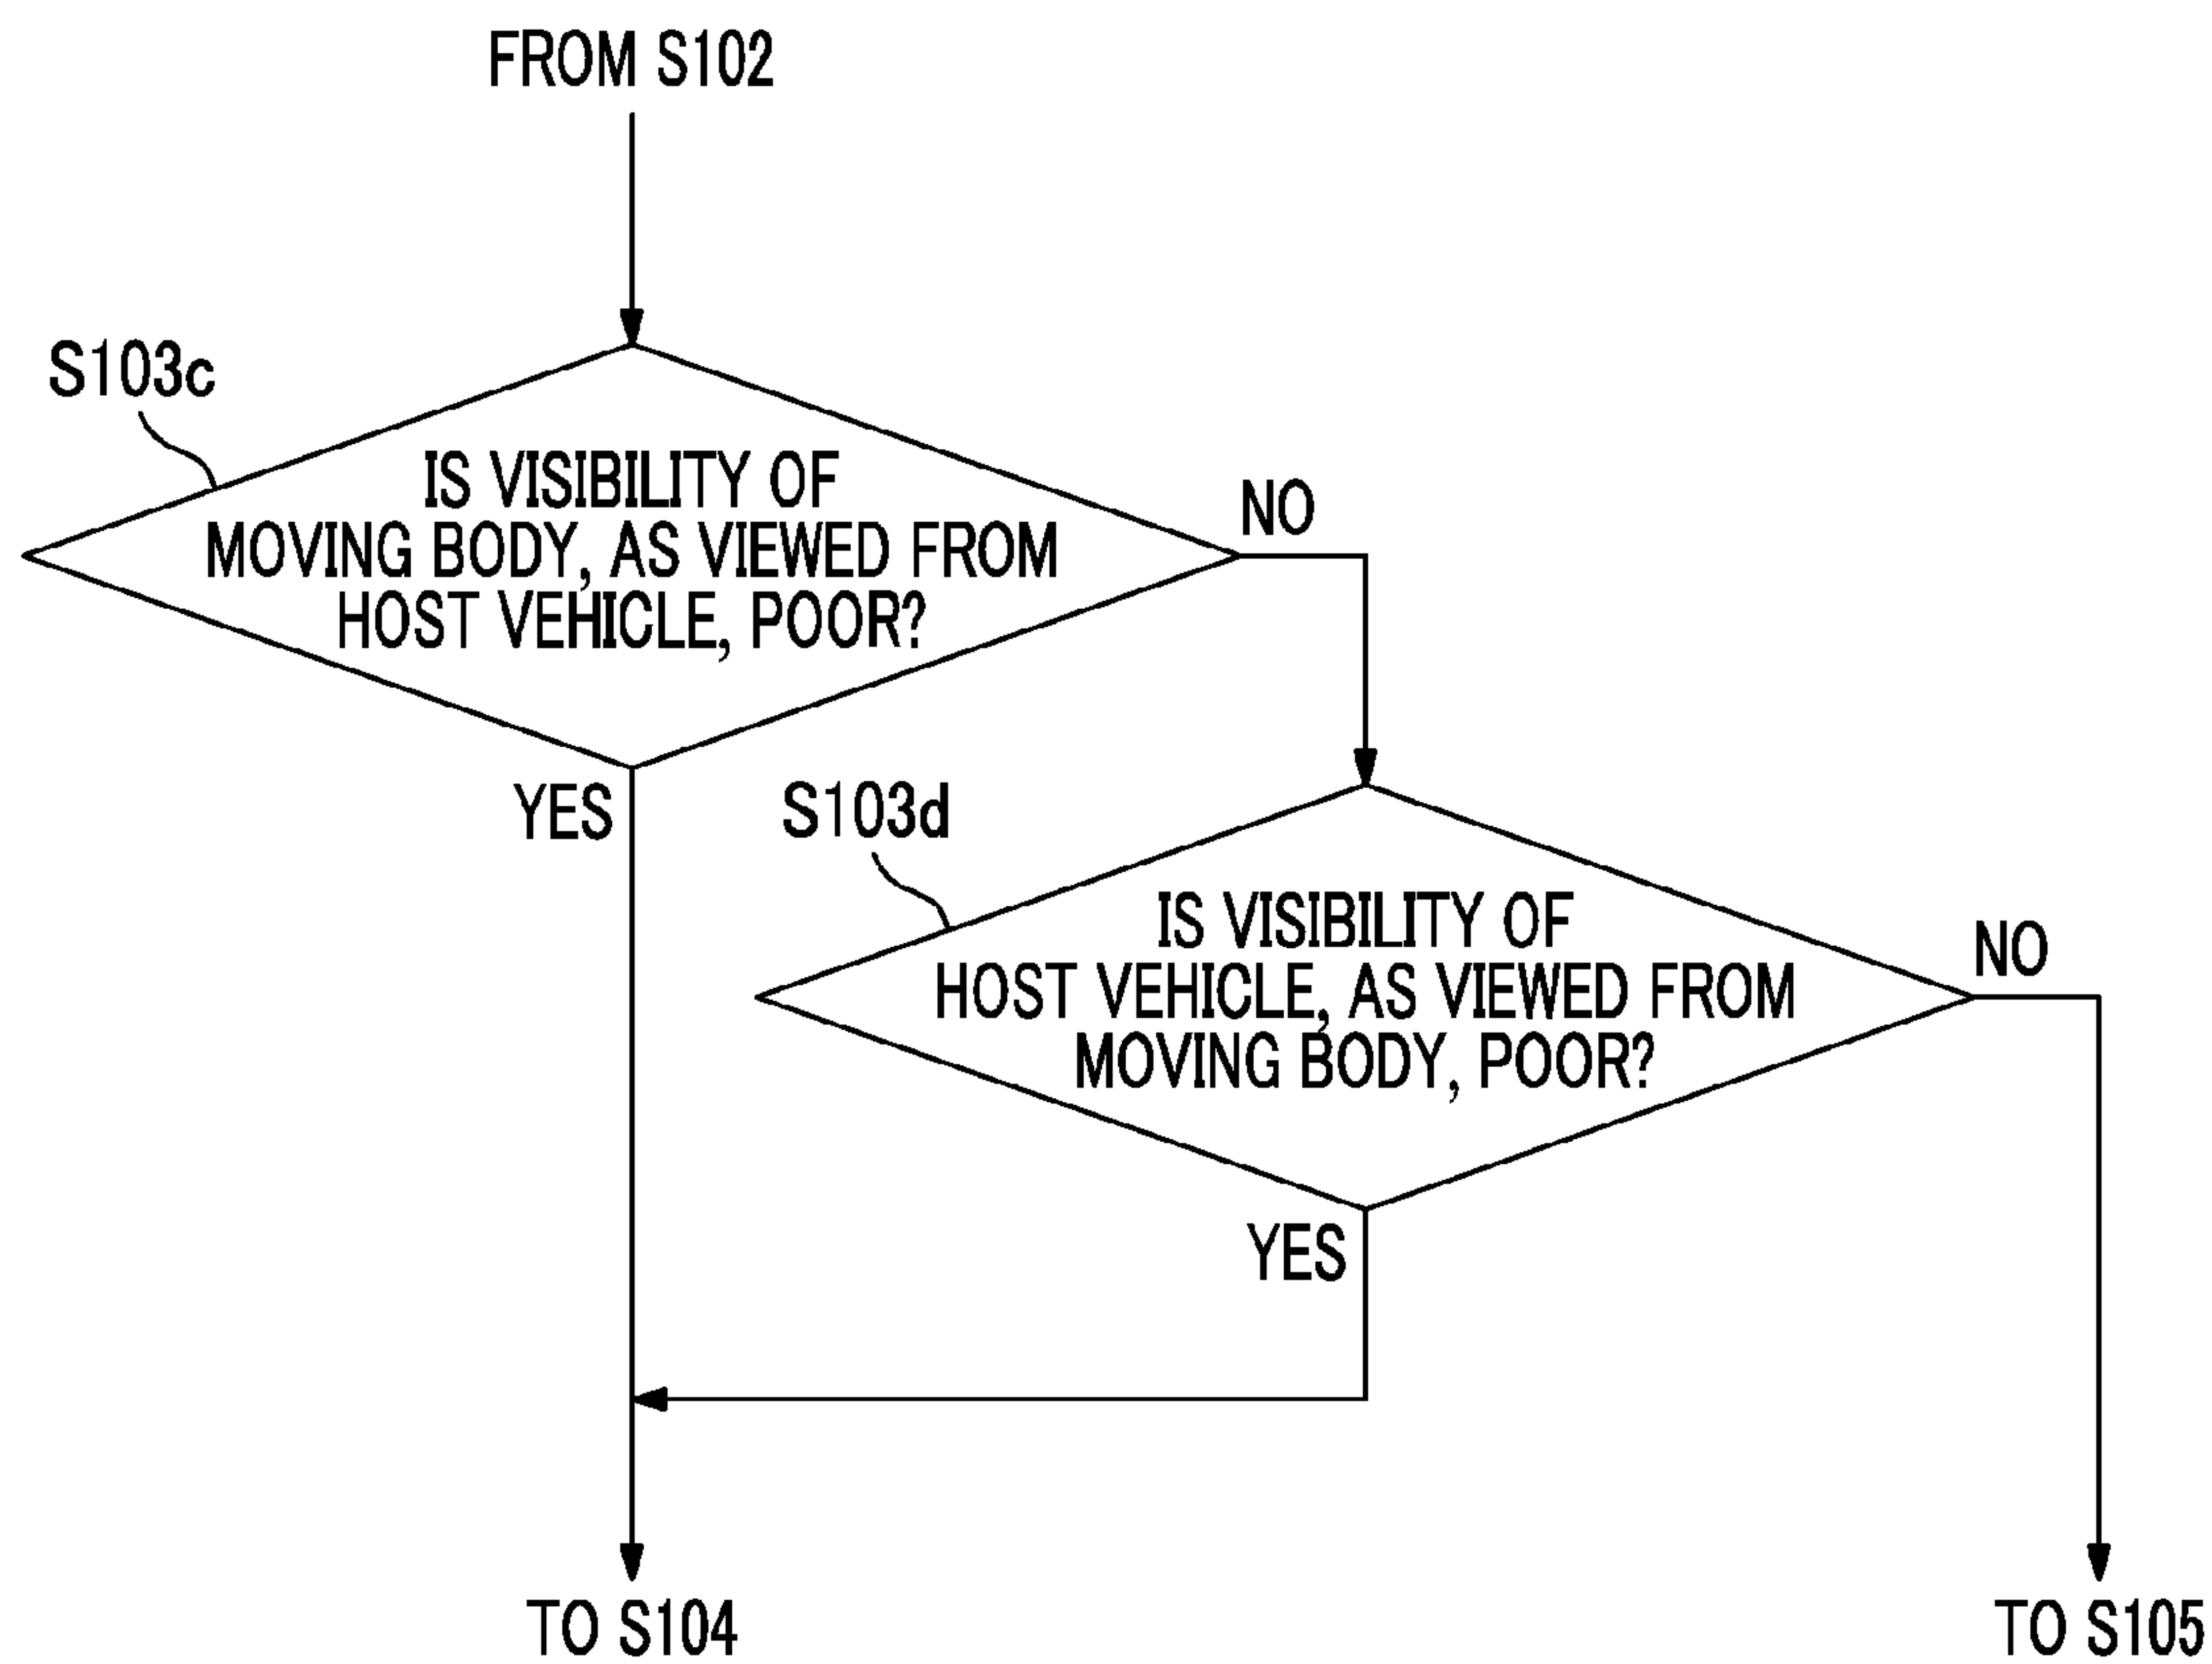 FROM S102
S103c
IS VISIBILITY OF
MOVING BODY, AS VIEWED FROM
HOST VEHICLE, POOR?
NO
YES
S103d
IS VISIBILITY OF
HOST VEHICLE, AS VIEWED FROM
MOVING BODY, POOR?
NO
YES
TO S104
TO S105